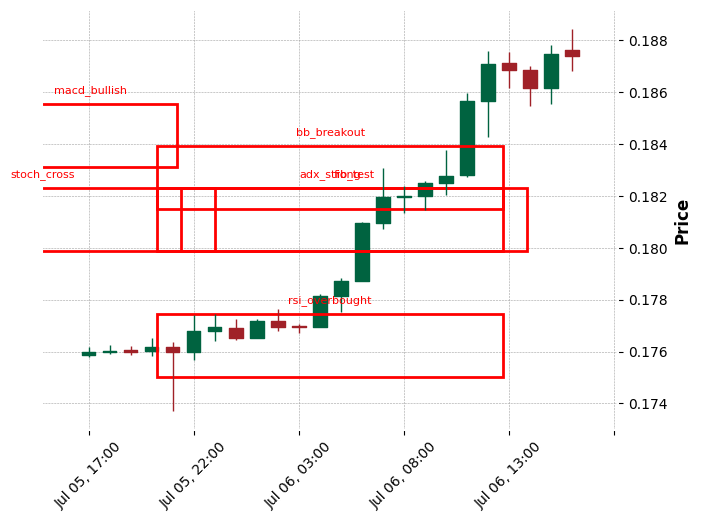 0.188
macd_bullish
0.186
bb_breakout
0.184
stoch_cross
0.182
Price
0.180
rsi_overbought
0.178
0.176
0.174
Jul 05, 17:00
Jul 05, 22:00
Jul 06, 03:00
Jul 06, 08:00
Jul 06, 13:00